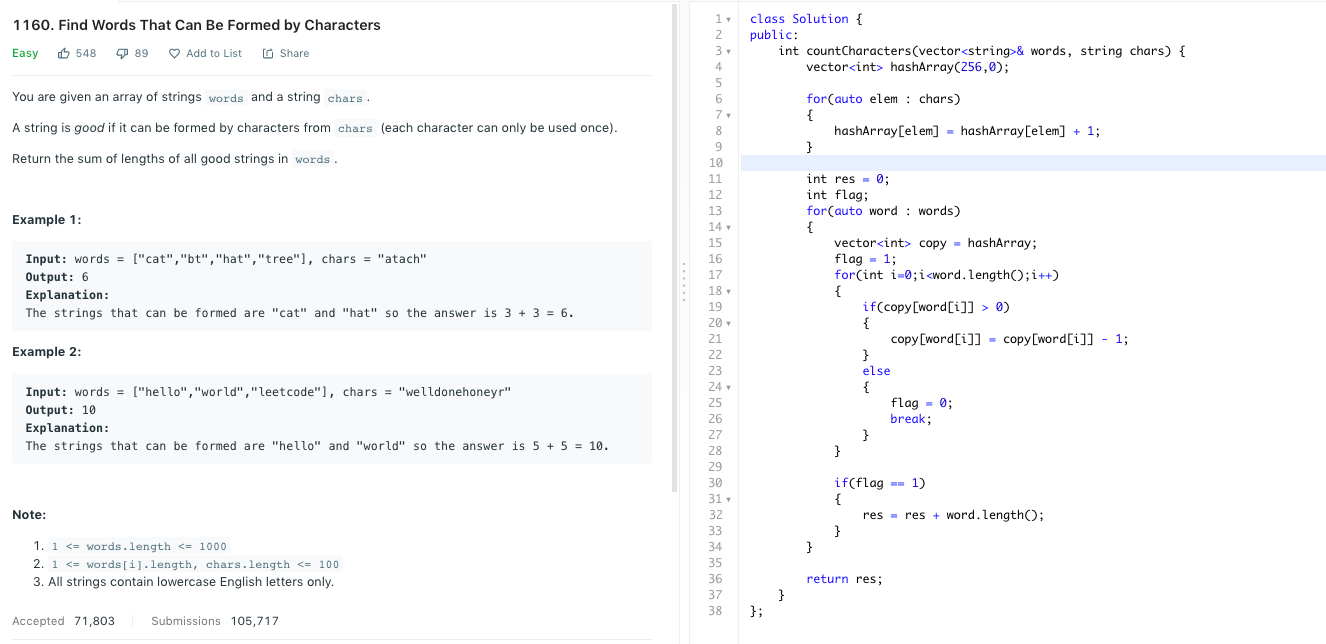 1160. Find Words That Can Be Formed by Characters
Easy 548 89 Add to List Share
You are given an array of strings words and a string chars.
A string is good if it can be formed by characters from chars (each character can only be used once).
Return the sum of lengths of all good strings in words.
Example 1:
Input: words = ["cat","bt","hat","tree"], chars = "atach"
Output: 6
Explanation:
The strings that can be formed are "cat" and "hat" so the answer is 3 + 3 = 6.
Example 2:
Input: words = ["hello","world","leetcode"], chars = "welldonehoneyr"
Output: 10
Explanation:
The strings that can be formed are "hello" and "world" so the answer is 5 + 5 = 10.
Note:
1. 1 <= words.length <= 1000
2. 1 <= words[i].length, chars.length <= 100
3. All strings contain lowercase English letters only.
Accepted 71,803 Submissions 105,717
1 class Solution {
2 public:
3 int countCharacters(vector<string>& words, string chars) {
4 vector<int> hashArray(256,0);
5
6 for(auto elem : chars)
7 {
8 hashArray[elem] = hashArray[elem] + 1;
9 }
10
11 int res = 0;
12 int flag;
13 for(auto word : words)
14 {
15 vector<int> copy = hashArray;
16 flag = 1;
17 for(int i=0;i<word.length();i++)
18 {
19 if(copy[word[i]] > 0)
20 {
21 copy[word[i]] = copy[word[i]] - 1;
22 }
23 else
24 {
25 flag = 0;
26 break;
27 }
28 }
29
30 if(flag == 1)
31 {
32 res = res + word.length();
33 }
34 }
35
36 return res;
37 }
38 };